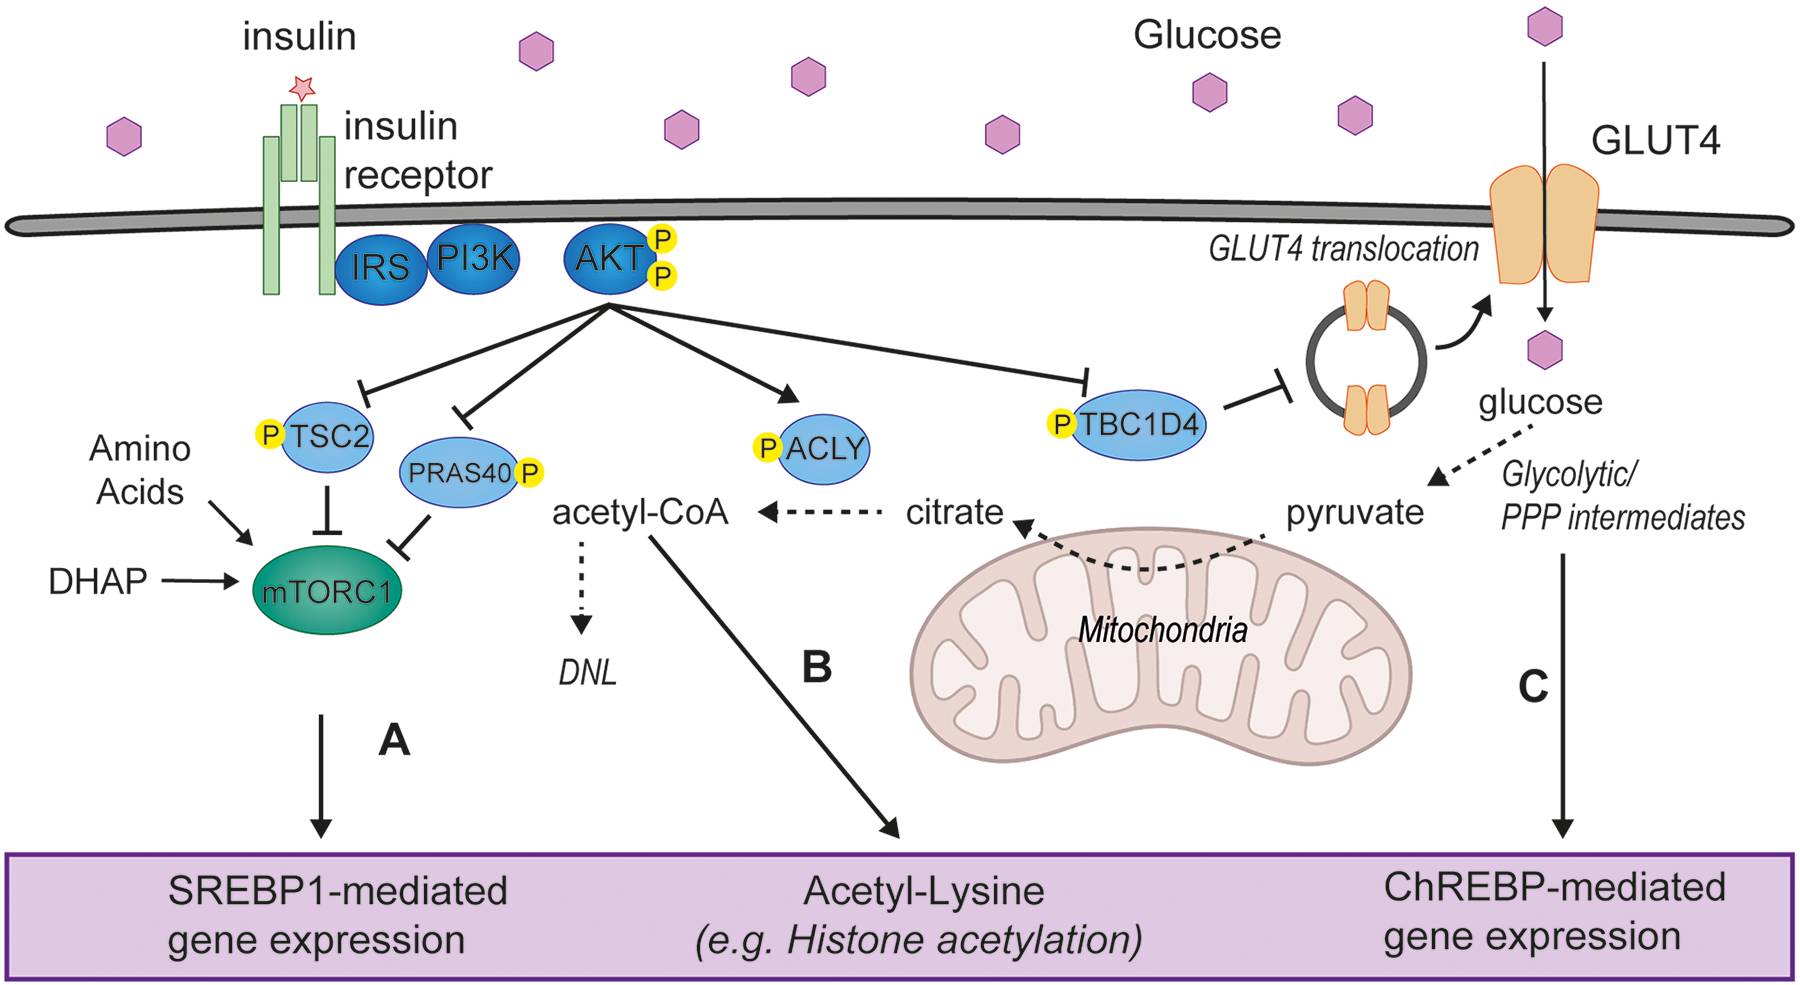 insulin
Glucose
insulin
receptor
GLUT4
IRS
PI3K
AKT
P
P
GLUT4 translocation
P
TSC2
PRAS40
P
P
ACLY
P
TBC1D4
glucose
Amino
Acids
acetyl-CoA
citrate
pyruvate
Glycolytic/
PPP intermediates
DHAP
mTORC1
Mitochondria
DNL
A
B
C
SREBP1-mediated
gene expression
Acetyl-Lysine
(e.g. Histone acetylation)
ChREBP-mediated
gene expression